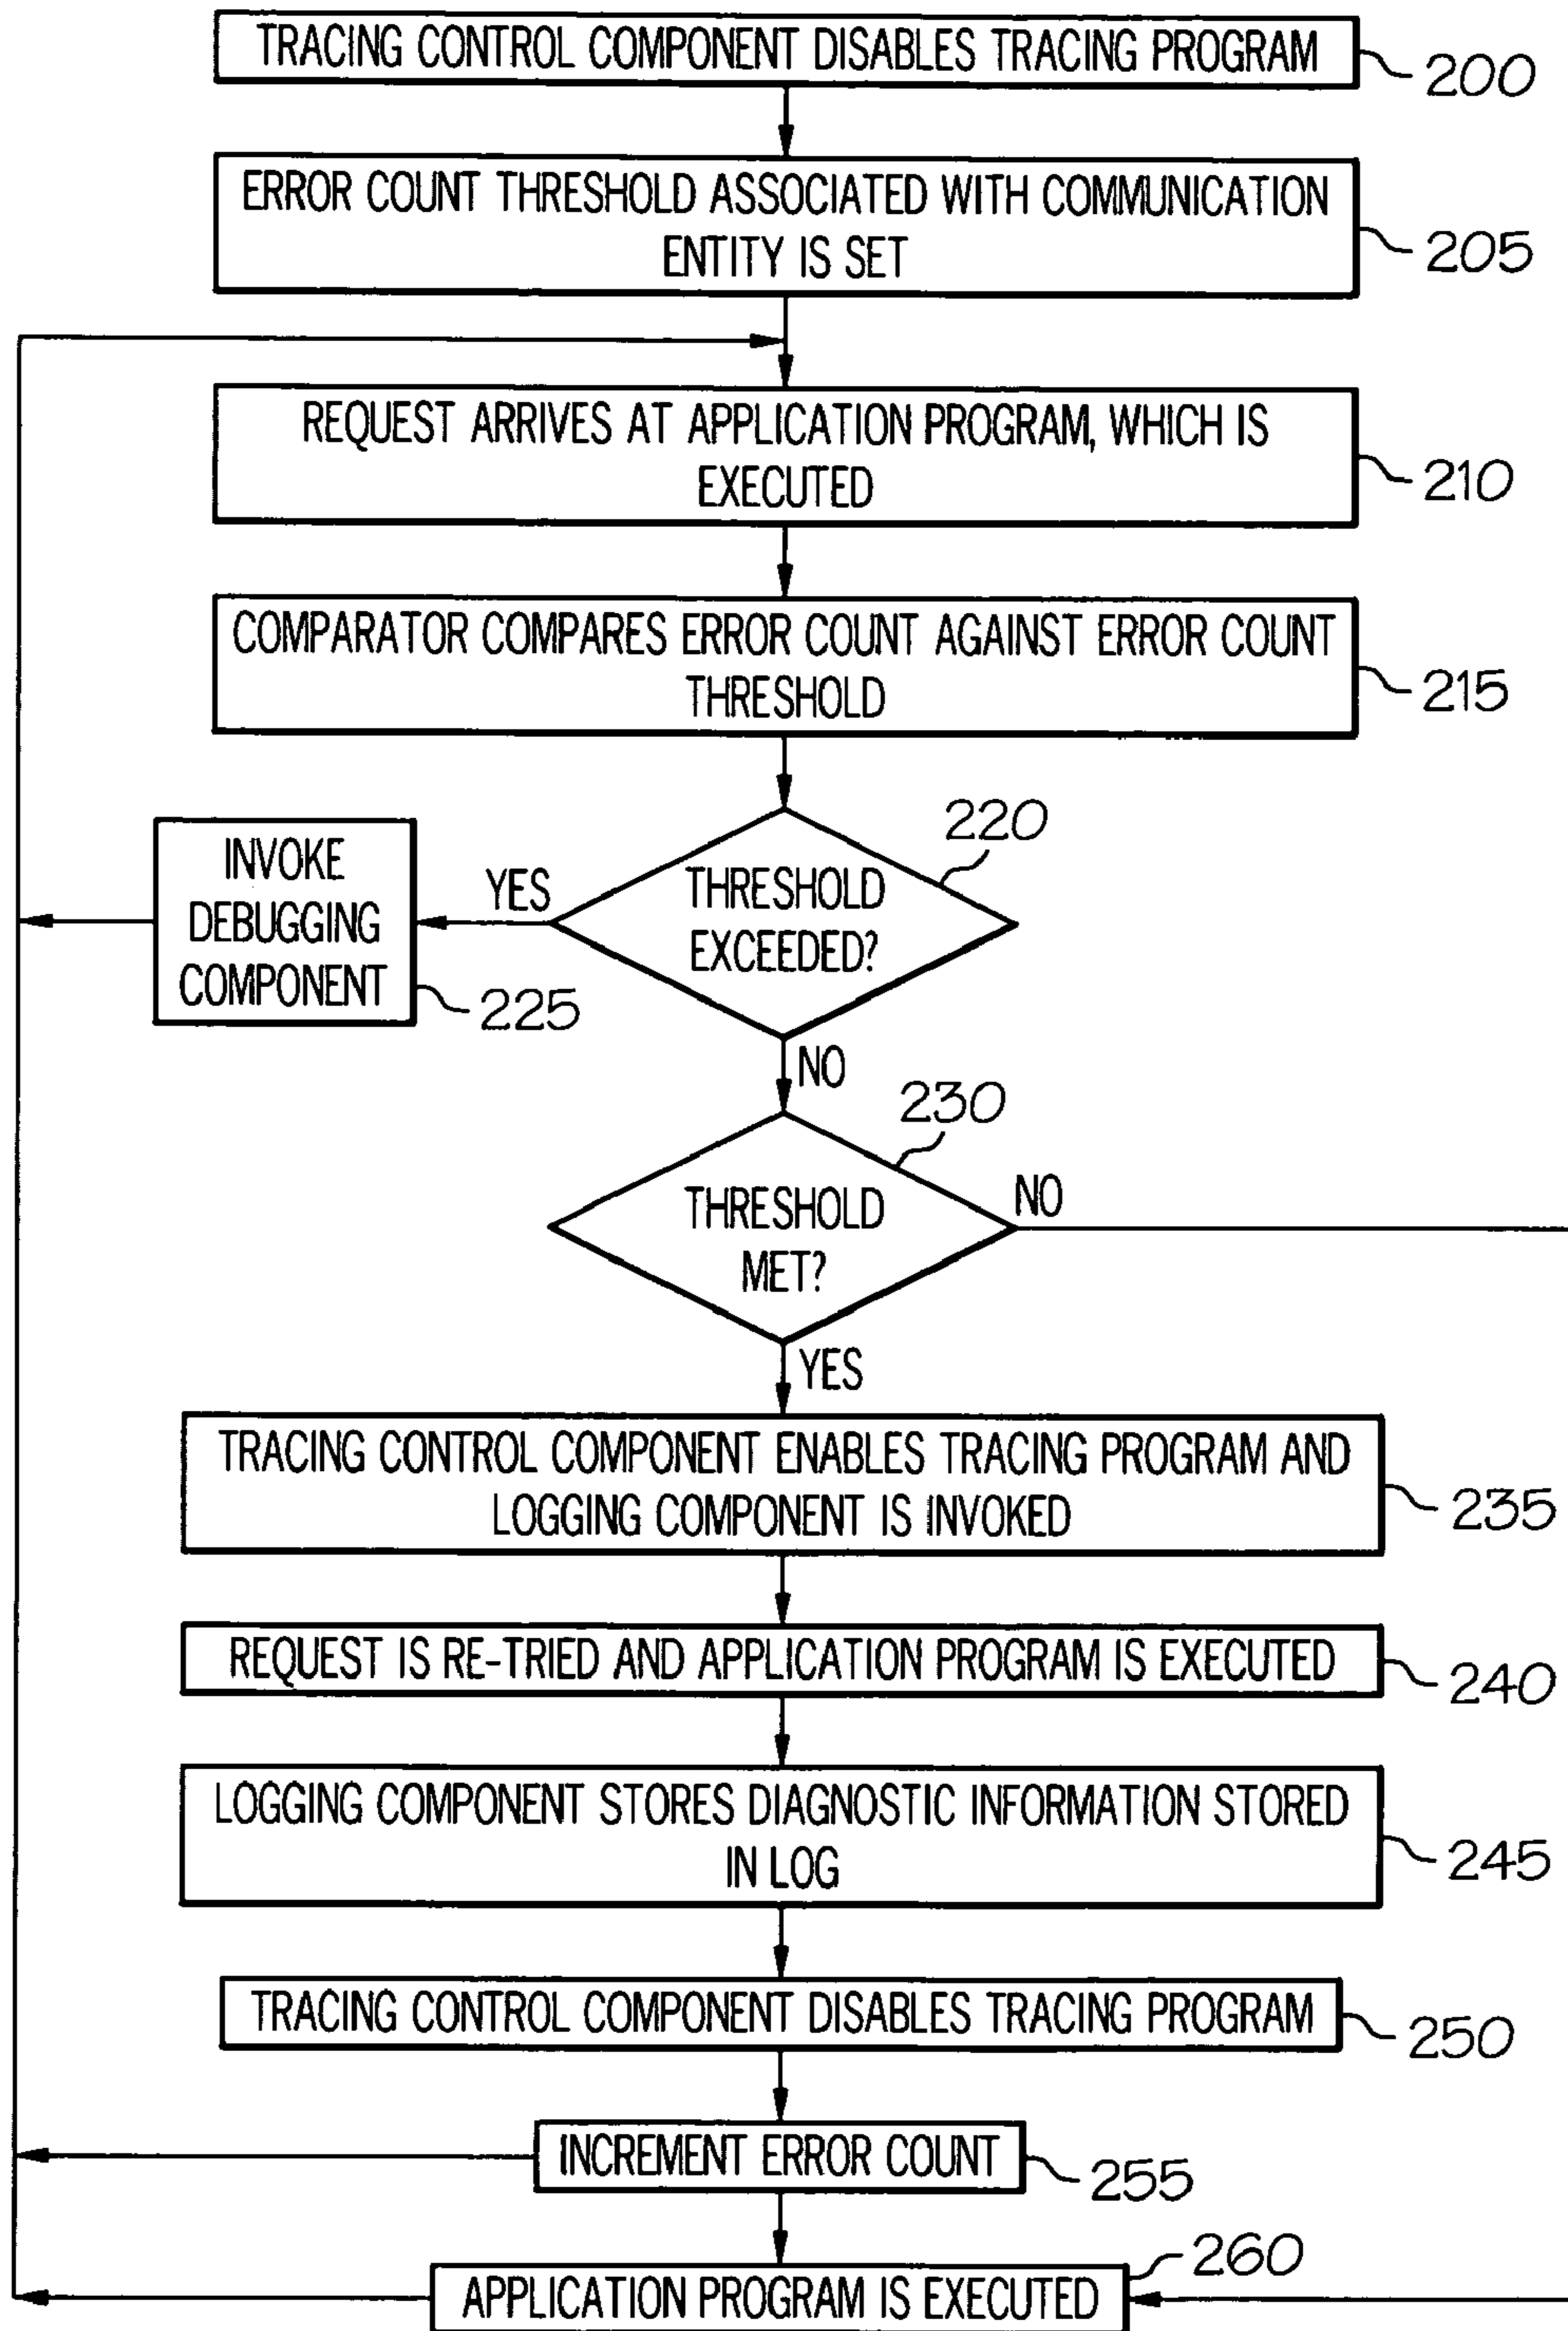 TRACING CONTROL COMPONENT DISABLES TRACING PROGRAM
200
ERROR COUNT THRESHOLD ASSOCIATED WITH COMMUNICATION
ENTITY IS SET
205
REQUEST ARRIVES AT APPLICATION PROGRAM, WHICH IS
EXECUTED
210
COMPARATOR COMPARES ERROR COUNT AGAINST ERROR COUNT
THRESHOLD
215
220
THRESHOLD
EXCEEDED?
YES
INVOKE
DEBUGGING
COMPONENT
225
NO
230
THRESHOLD
MET?
NO
YES
TRACING CONTROL COMPONENT ENABLES TRACING PROGRAM AND
LOGGING COMPONENT IS INVOKED
235
REQUEST IS RE-TRIED AND APPLICATION PROGRAM IS EXECUTED
240
LOGGING COMPONENT STORES DIAGNOSTIC INFORMATION STORED
IN LOG
245
TRACING CONTROL COMPONENT DISABLES TRACING PROGRAM
250
INCREMENT ERROR COUNT
255
260
APPLICATION PROGRAM IS EXECUTED